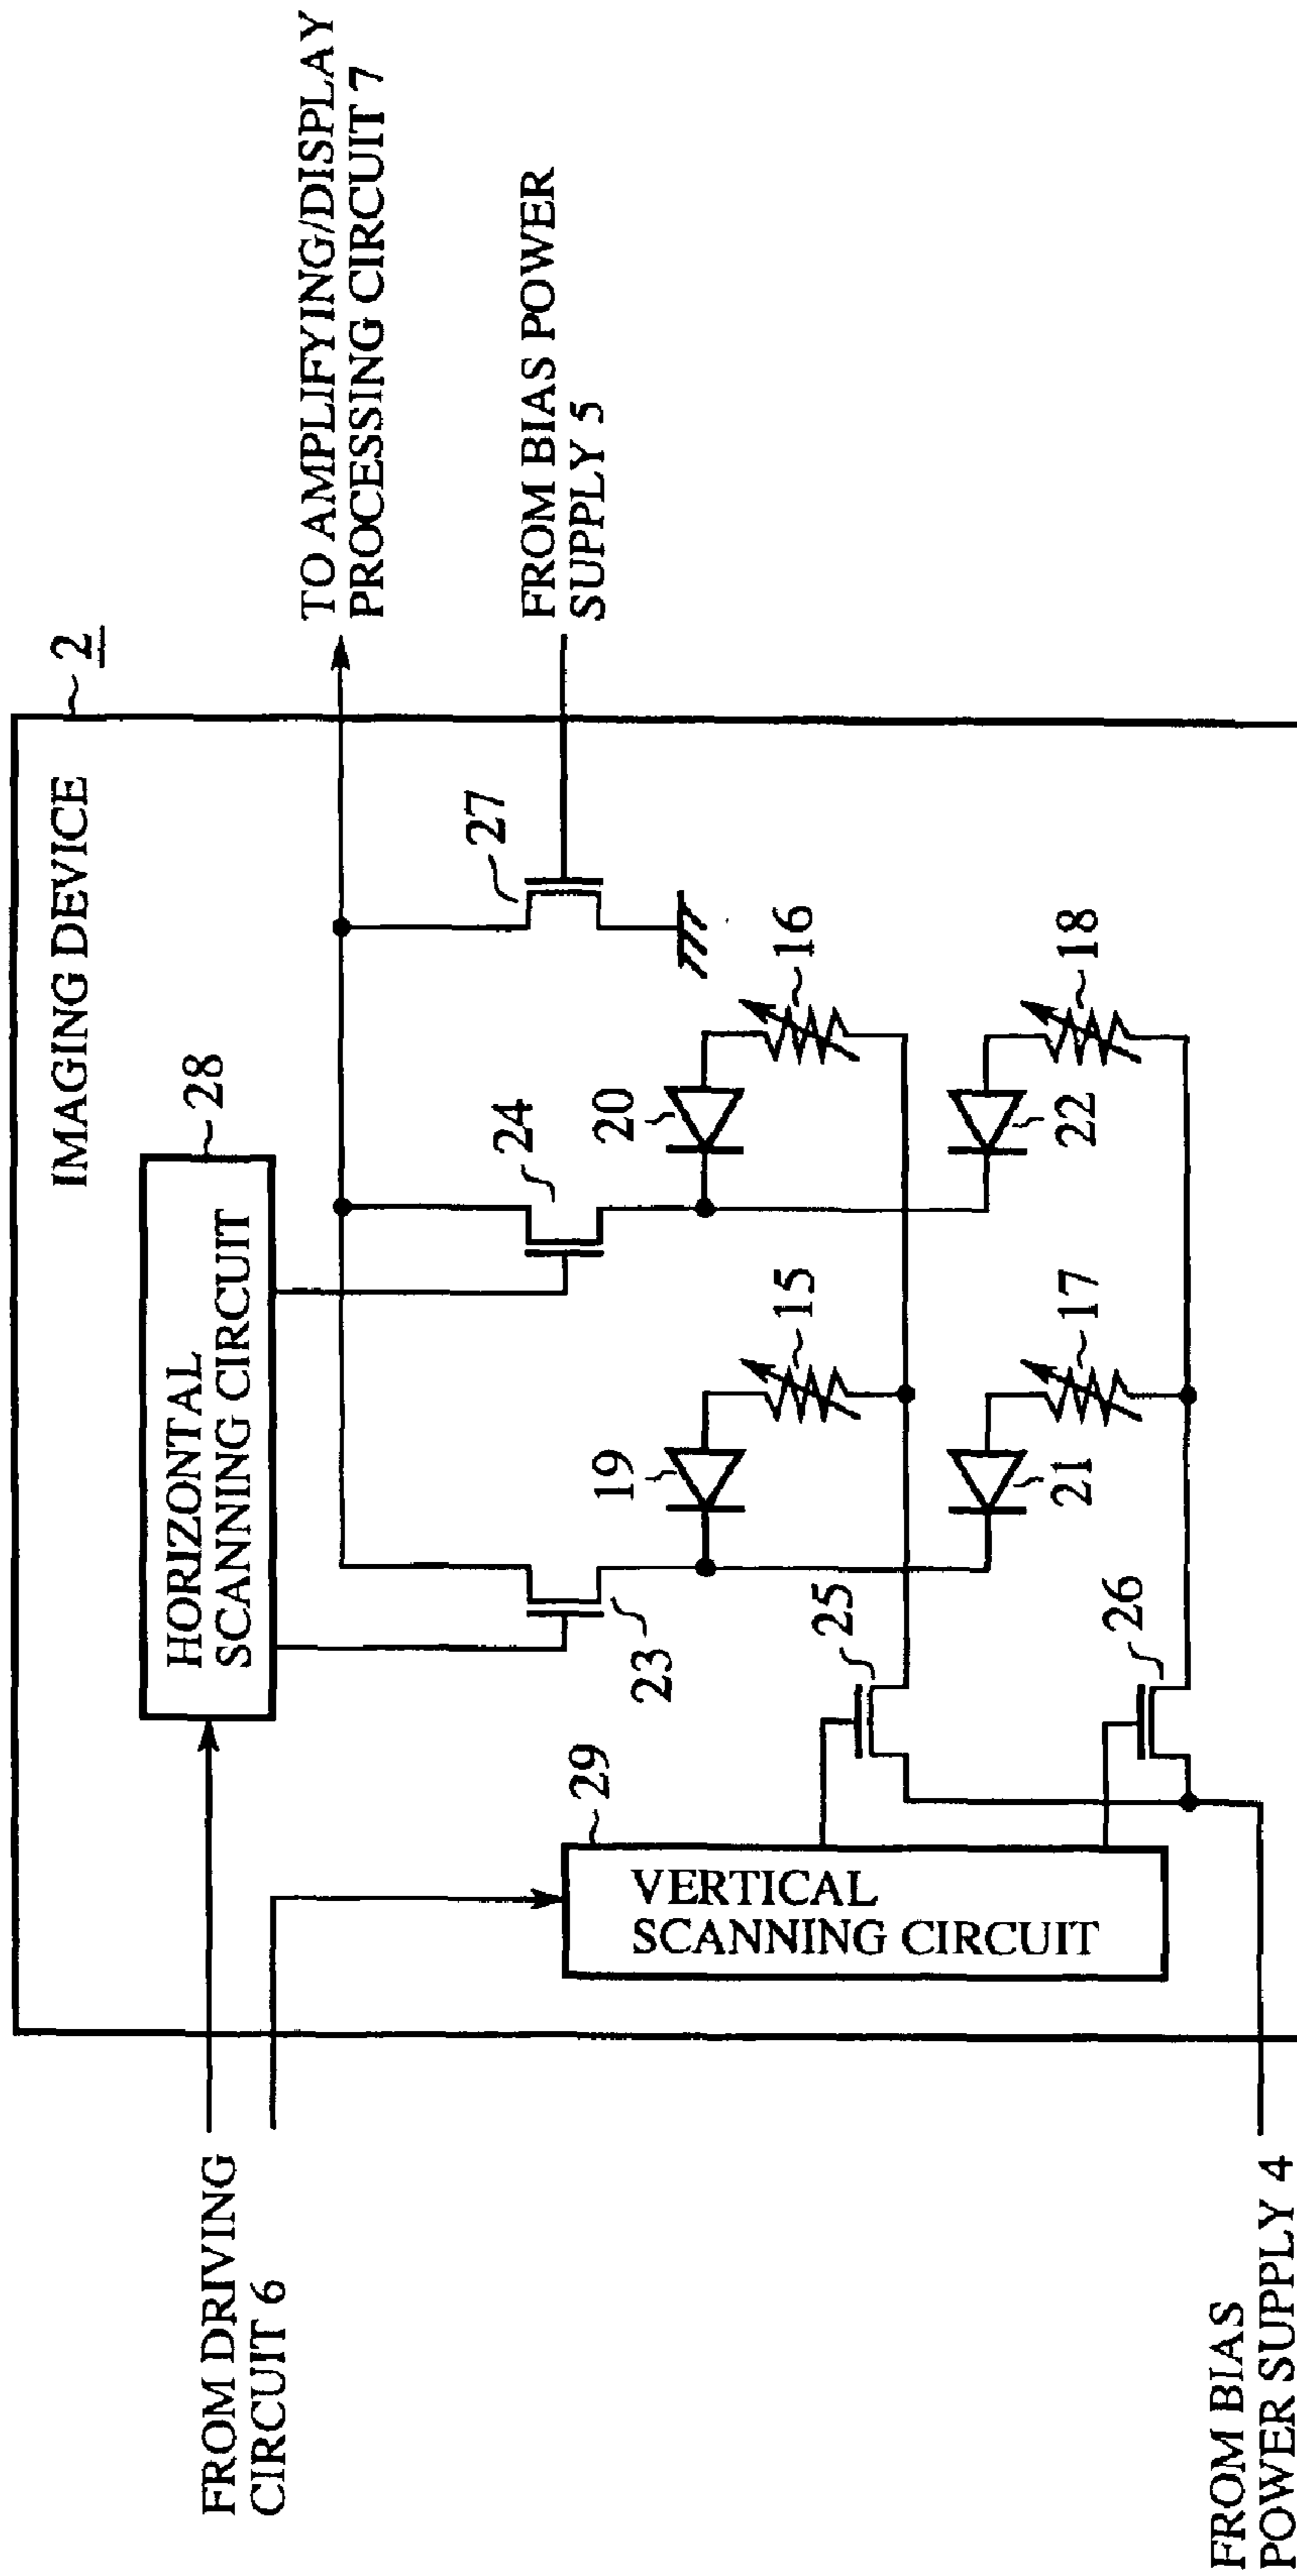 IMAGING DEVICE
2
TO AMPLIFYING/DISPLAY
PROCESSING CIRCUIT 7
FROM BIAS POWER
SUPPLY 5
FROM DRIVING
CIRCUIT 6
HORIZONTAL
SCANNING CIRCUIT
28
27
24
23
20
16
19
15
22
18
21
17
25
26
29
VERTICAL
SCANNING CIRCUIT
FROM BIAS
POWER SUPPLY 4